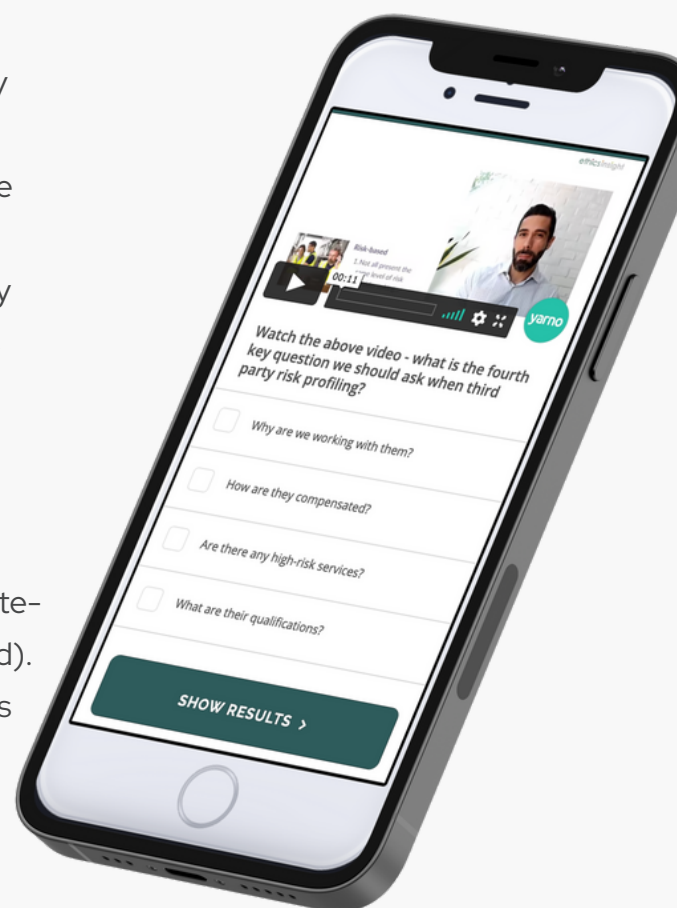 y
e
y
te-
d).
s
ethicsinsight
Risk-based
1. Not all present the
same level of risk
00:11
yarno
Watch the above video - what is the fourth
key question we should ask when third
party risk profiling?
Why are we working with them?
How are they compensated?
Are there any high-risk services?
What are their qualifications?
SHOW RESULTS >